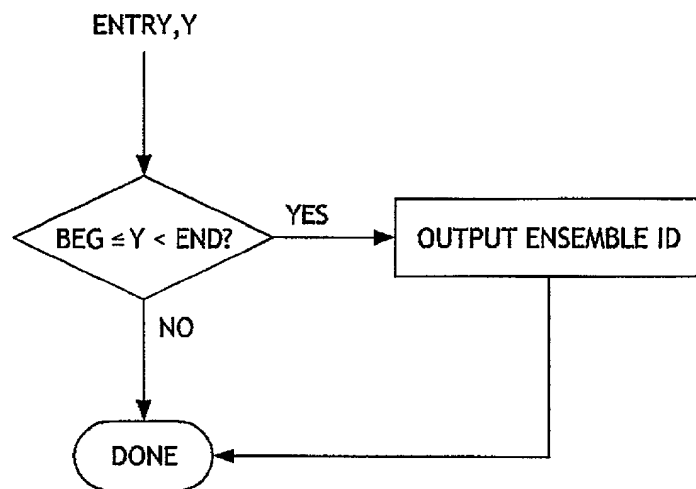 ENTRY,Y
BEG ≤ Y < END?
YES
OUTPUT ENSEMBLE ID
NO
DONE